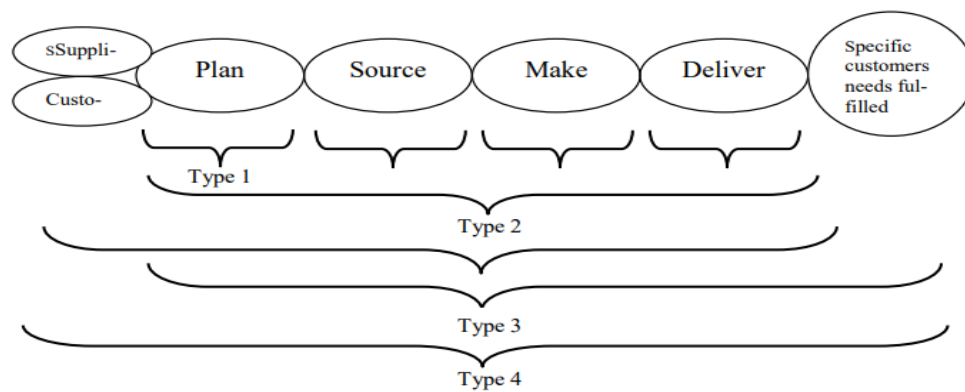 sSuppli-
Custo-
Plan
Source
Make
Deliver
Specific
customers
needs ful-
filled
Type 1
Type 2
Type 3
Type 4